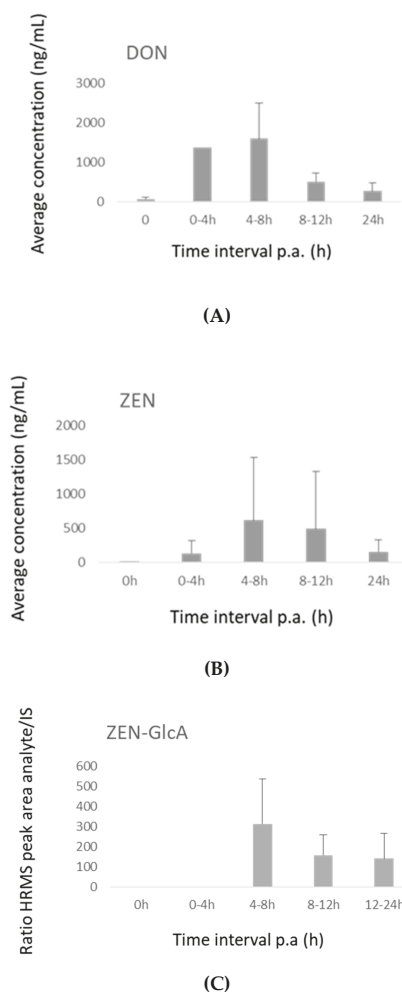 DON
Average concentration (ng/mL)
3000
2000
1000
0
0 0-4h 4-8h 8-12h 24h
Time interval p.a. (h)
(A)
ZEN
Average concentration (ng/mL)
2000
1500
1000
500
0
0h 0-4h 4-8h 8-12h 24h
Time interval p.a. (h)
(B)
ZEN-GlcA
Ratio HRMS peak area analyte/IS
600
500
400
300
200
100
0
0h 0-4h 4-8h 8-12h 12-24h
Time interval p.a (h)
(C)